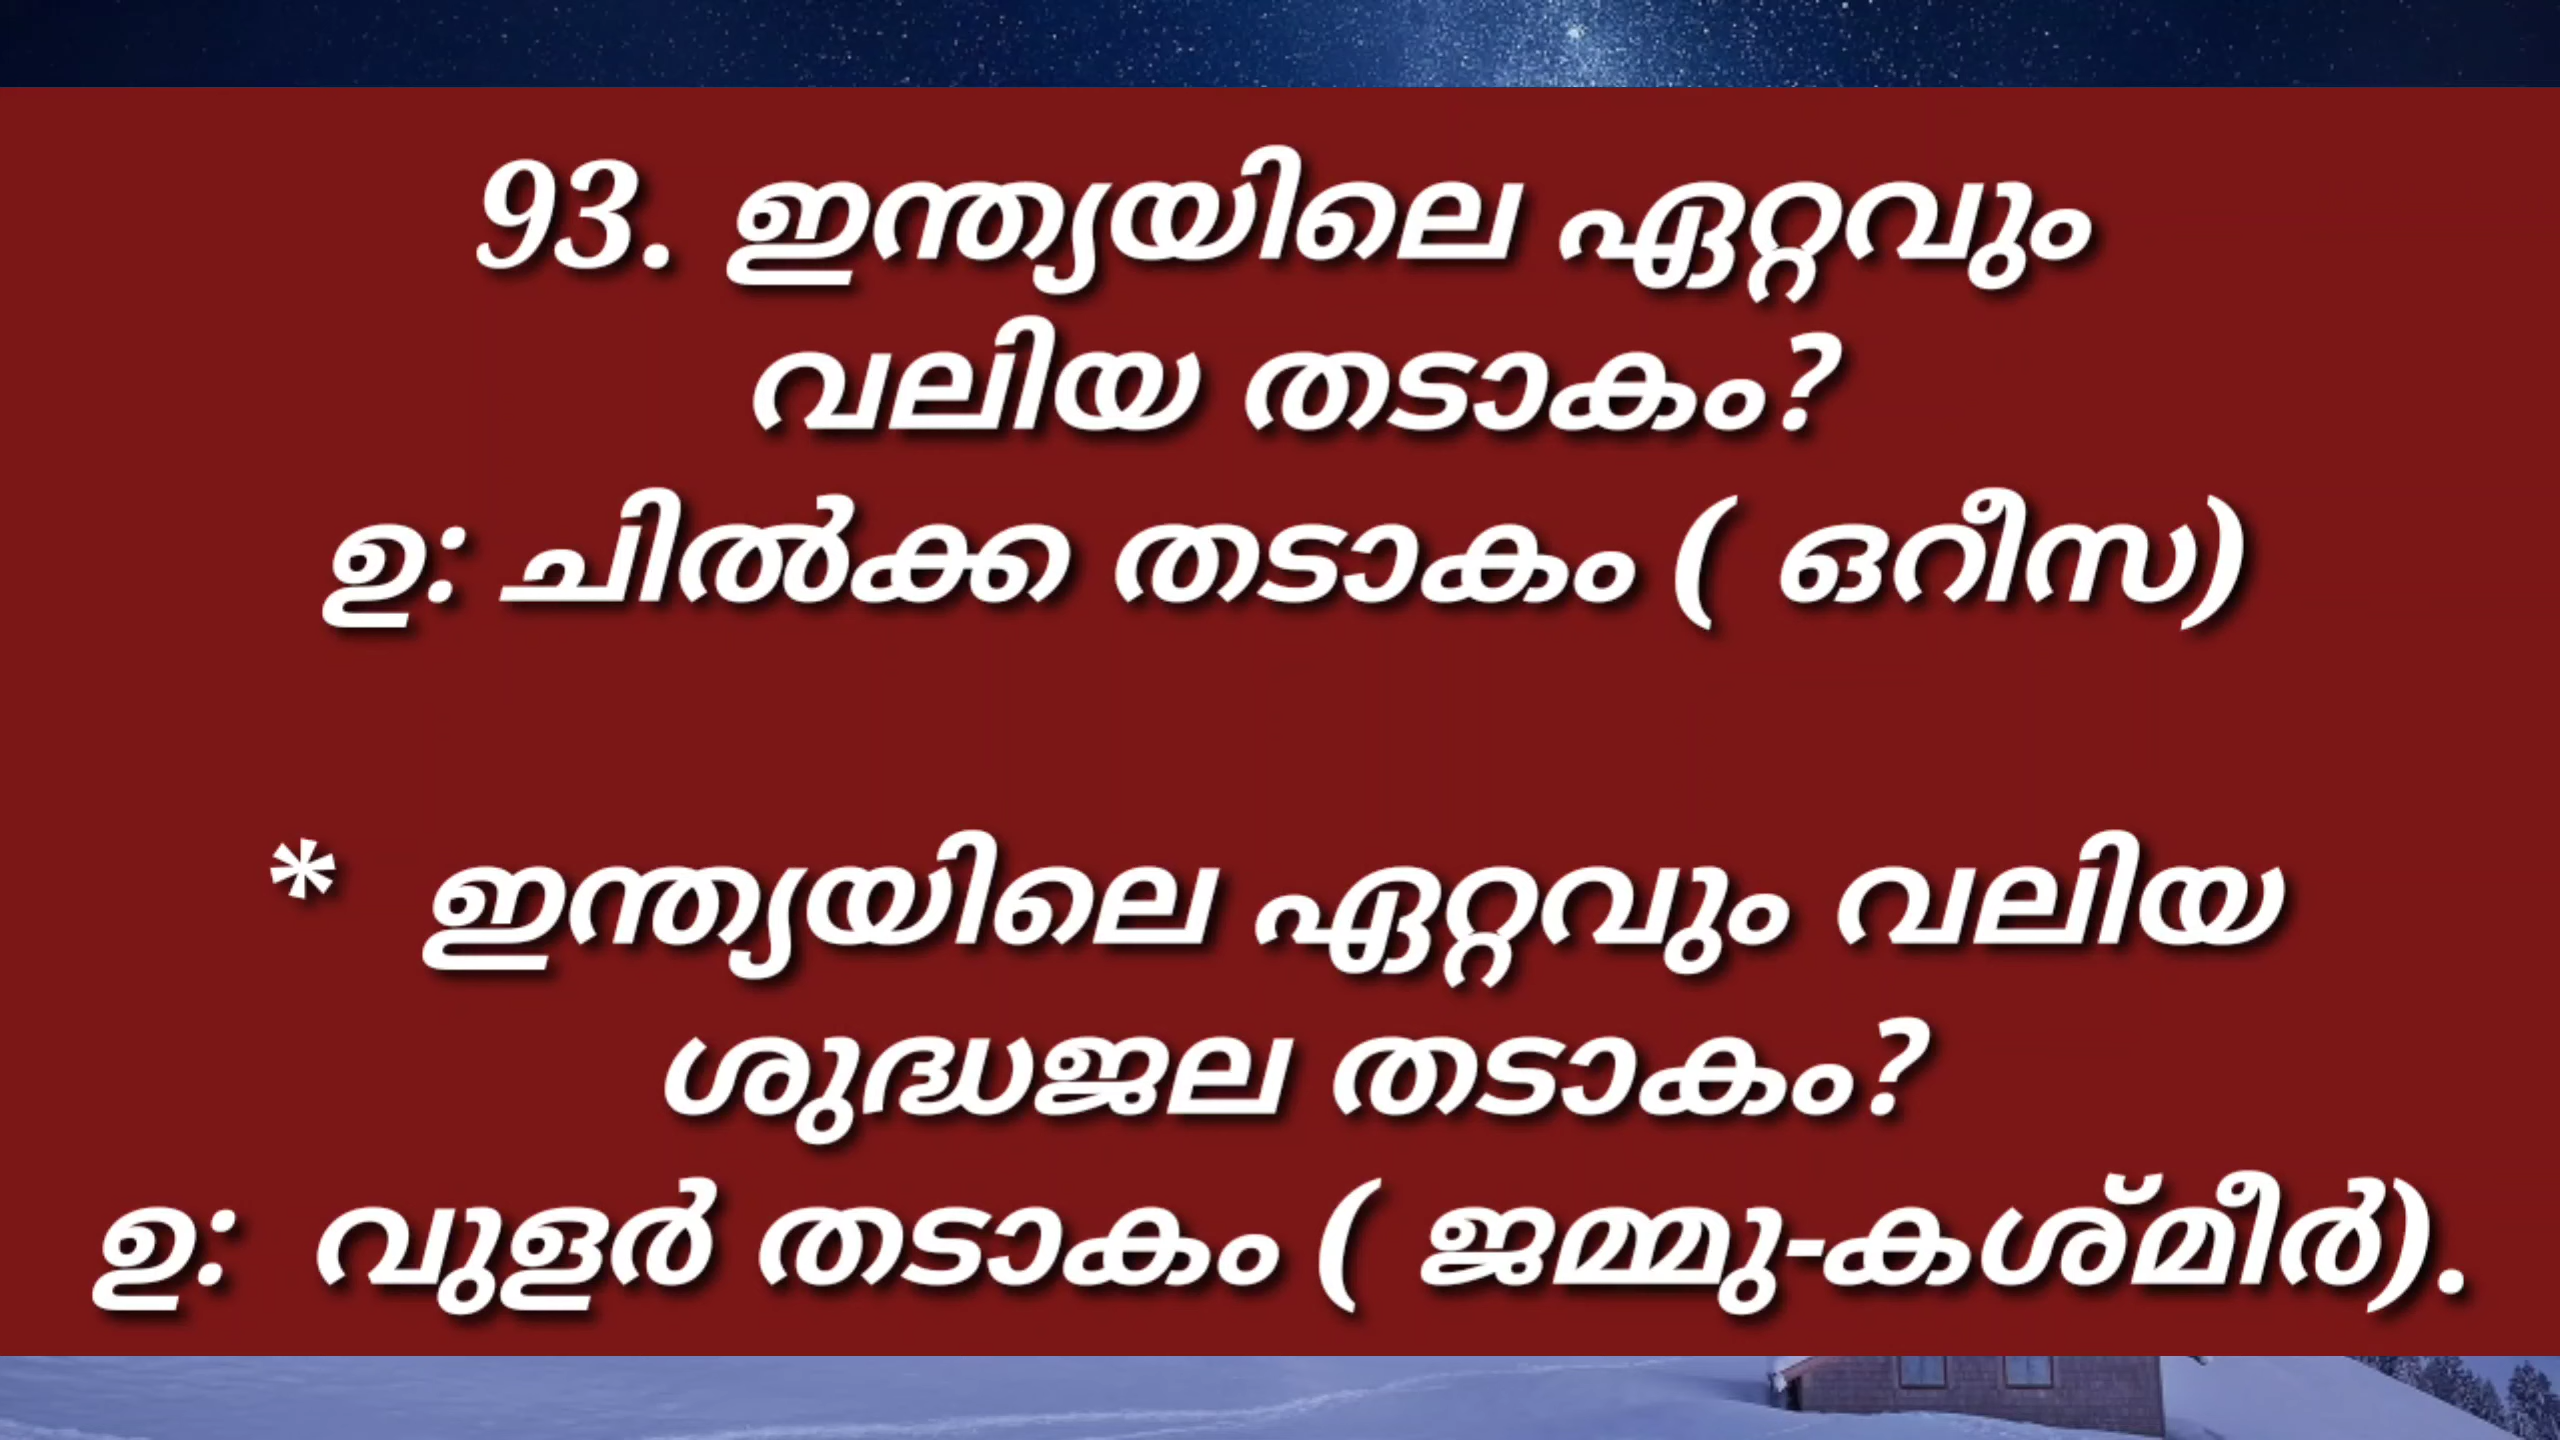 93. ഇന്ത്യയിലെ ഏറ്റവും
വലിയ തടാകം?
ഉ: ചിൽക്ക തടാകം ( ഒറീസ)
* ഇന്ത്യയിലെ ഏറ്റവും വലിയ
ശുദ്ധജല തടാകം?
ഉ: വുളർ തടാകം ( ജമ്മു-കശ്മീർ).